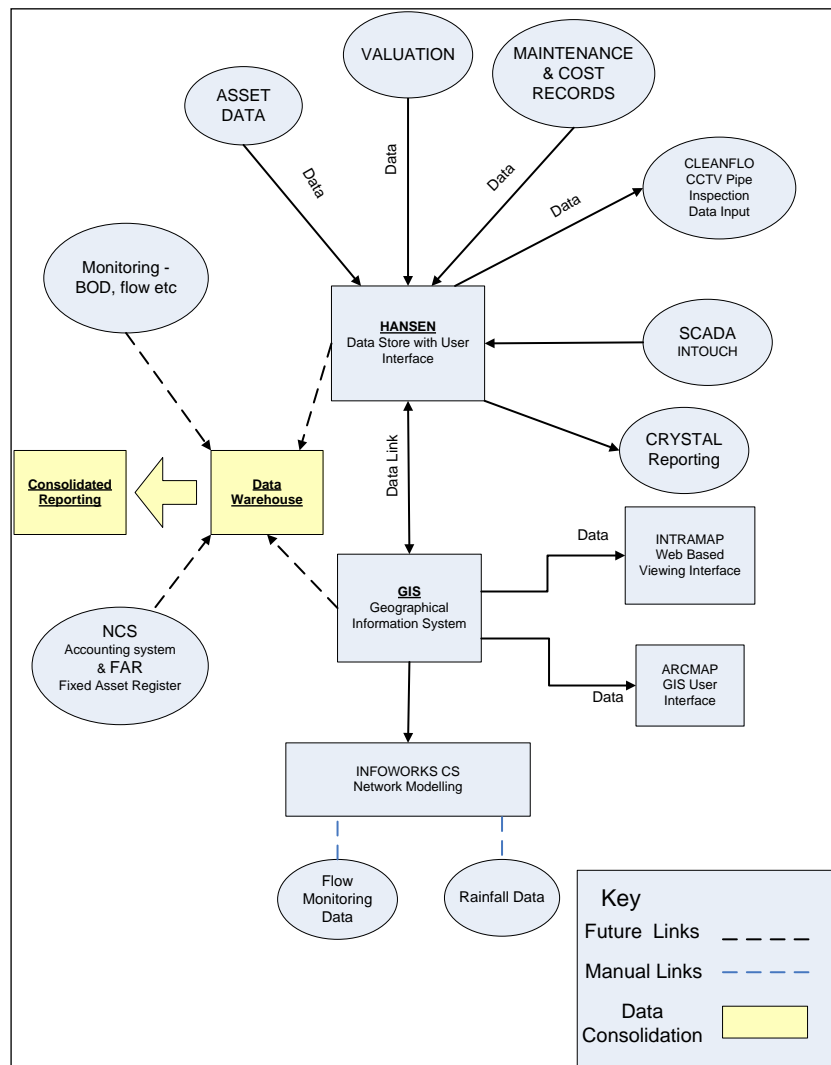 VALUATION
MAINTENANCE
& COST
RECORDS
ASSET
DATA
Data
Data
Data
Data
CLEANFLO
CCTV Pipe
Inspection
Data Input
Monitoring -
BOD, flow etc
HANSEN
Data Store with User
Interface
SCADA
INTOUCH
CRYSTAL
Reporting
Data Link
Consolidated
Reporting
Data
Warehouse
GIS
Geographical
Information System
Data
INTRAMAP
Web Based
Viewing Interface
NCS
Accounting system
& FAR
Fixed Asset Register
Data
ARCMAP
GIS User
Interface
INFOWORKS CS
Network Modelling
Flow
Monitoring
Data
Rainfall Data
Key
Future Links
Manual Links
Data
Consolidation